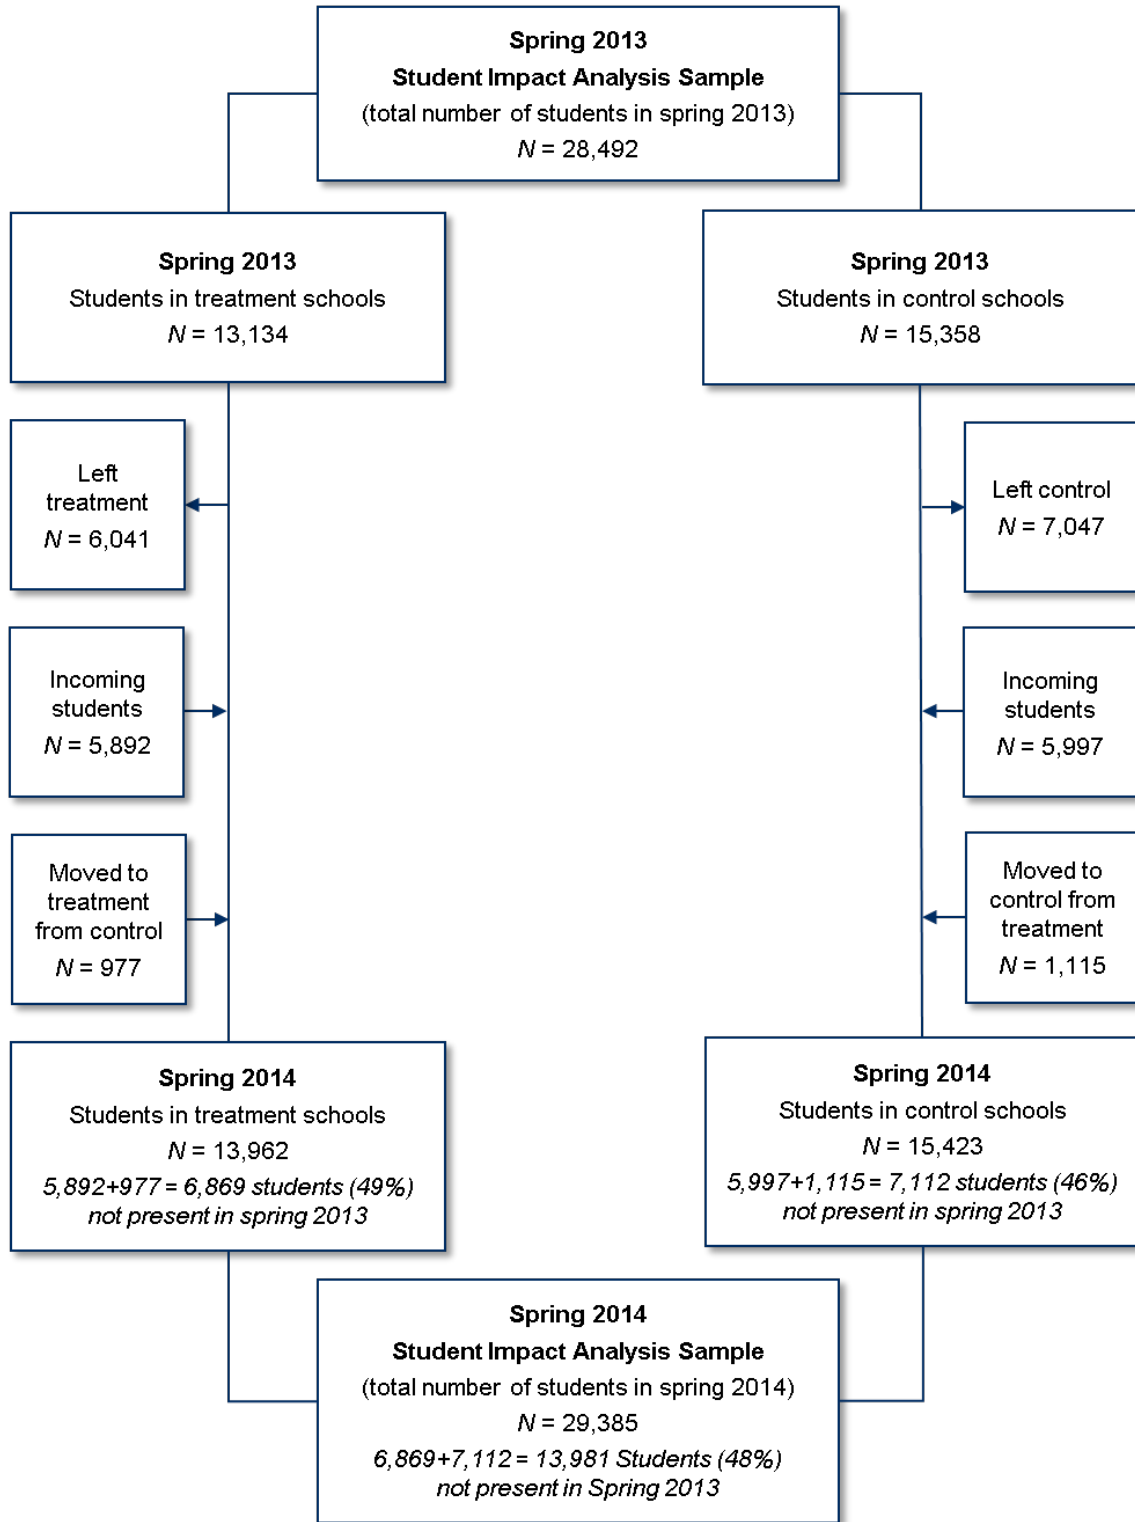 Spring 2013
Student Impact Analysis Sample
(total number of students in spring 2013)
N = 28,492
Spring 2013
Students in treatment schools
N = 13,134
Spring 2013
Students in control schools
N = 15,358
Left
treatment
N = 6,041
Left control
N = 7,047
Incoming
students
N = 5,892
Incoming
students
N = 5,997
Moved to
treatment
from control
N = 977
Moved to
control from
treatment
N = 1,115
Spring 2014
Students in treatment schools
N = 13,962
5,892+977 = 6,869 students (49%)
not present in spring 2013
Spring 2014
Students in control schools
N = 15,423
5,997+1,115 = 7,112 students (46%)
not present in spring 2013
Spring 2014
Student Impact Analysis Sample
(total number of students in spring 2014)
N = 29,385
6,869+7,112 = 13,981 Students (48%)
not present in Spring 2013